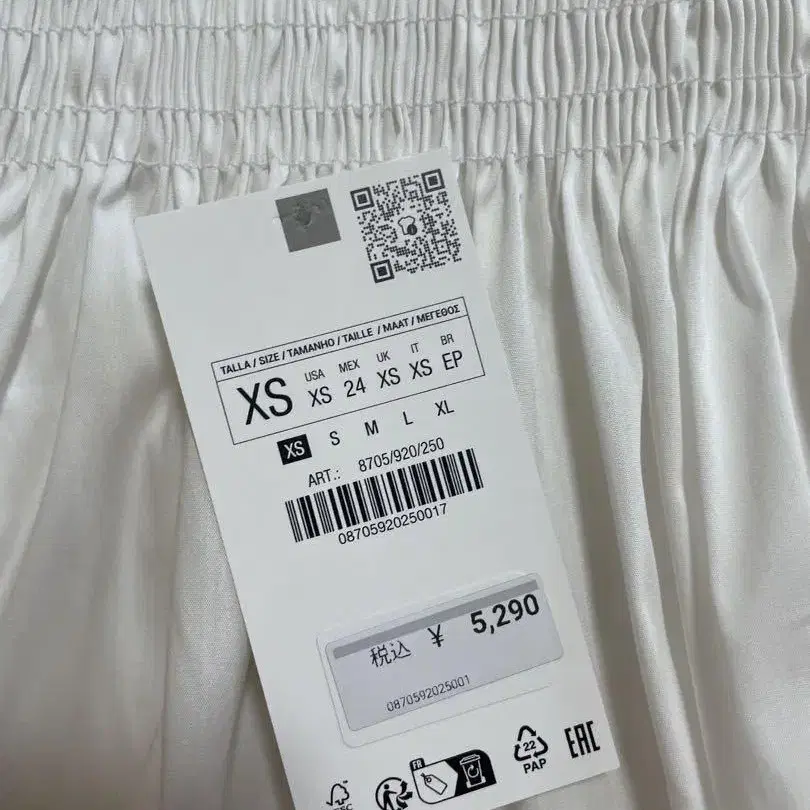 TALLA / SIZE / TAMANHO / TAILLE / MAAT / ΜΕΓΕΘΟΣ
XS USA XS MEX 24 UK XS IT XS BR EP
XS S M L XL
ART.: 8705/920/250
08705920250017
税込 ¥ 5,290
0870592025001
FR
22
PAP
EAC